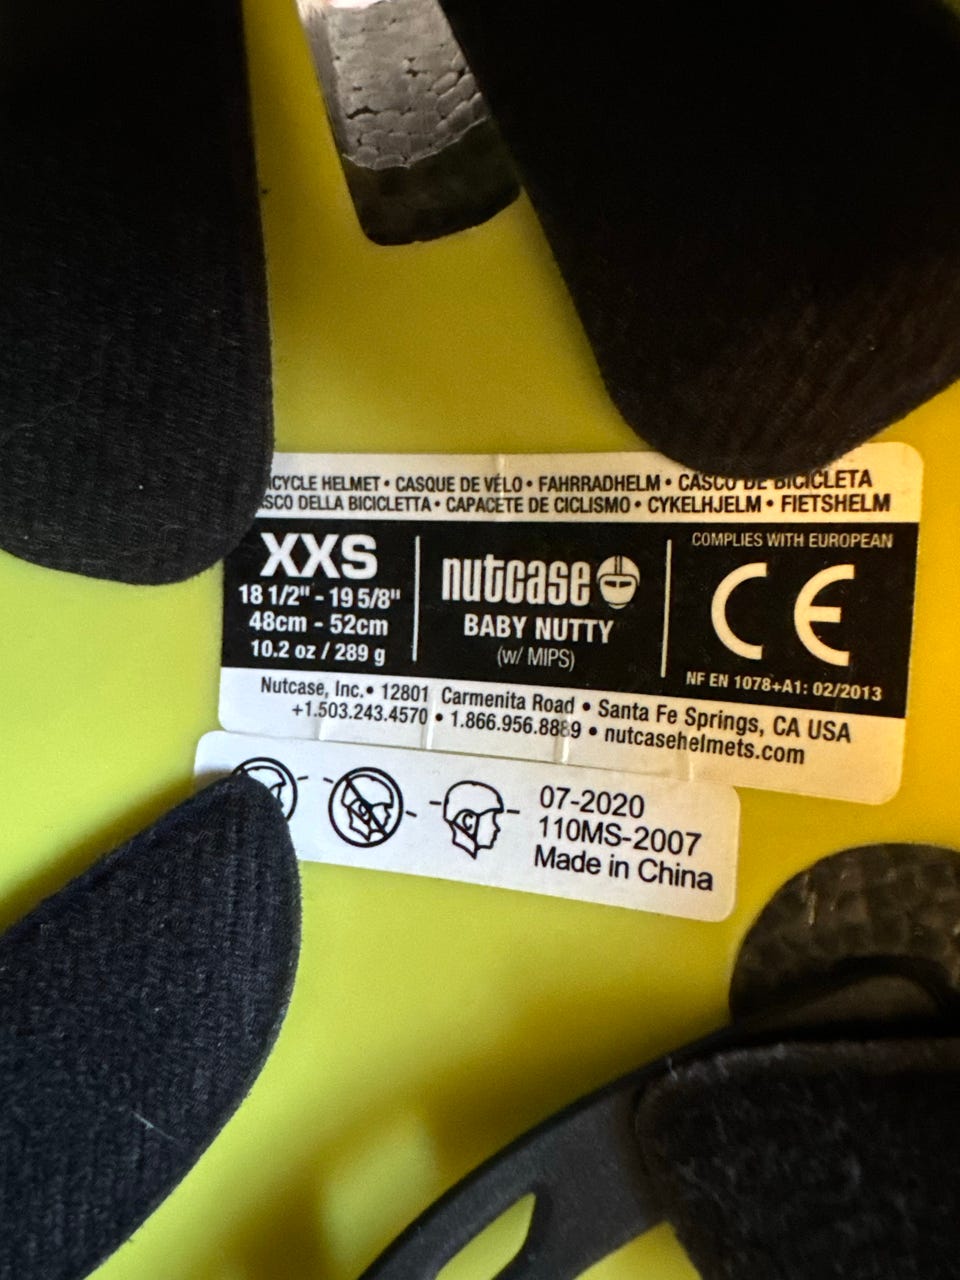 ICYCLE HELMET • CASQUE DE VÉLO • FAHRRADHELM • CASCO DE BICICLETA
SCO DELLA BICICLETTA • CAPACETE DE CICLISMO • CYKELHJELM • FIETSHELM
XXS
18 1/2" - 19 5/8"
48cm - 52cm
10.2 oz / 289 g
nutcase
BABY NUTTY
(w/ MIPS)
COMPLIES WITH EUROPEAN
CE
NF EN 1078+A1: 02/2013
Nutcase, Inc. • 12801 Carmenita Road • Santa Fe Springs, CA USA
+1.503.243.4570 • 1.866.956.8889 • nutcasehelmets.com
07-2020
110MS-2007
Made in China